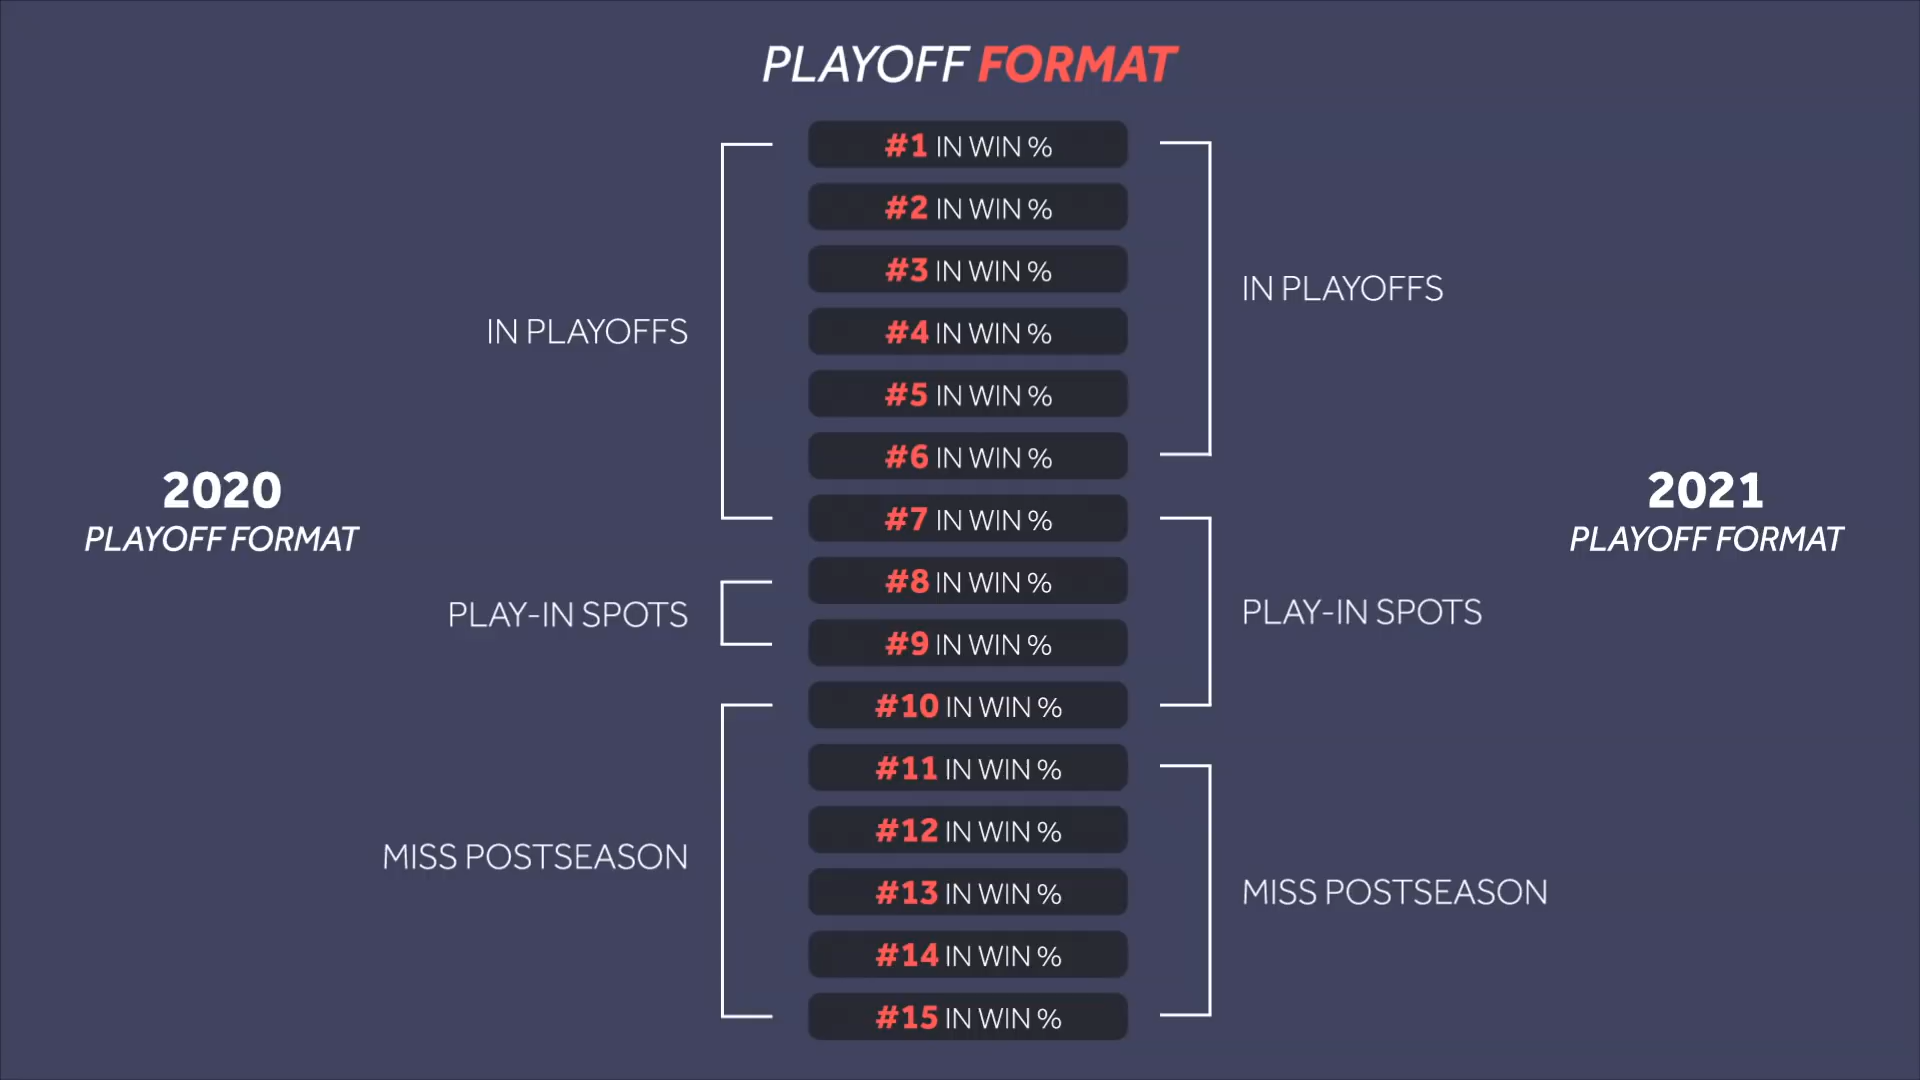 PLAYOFF FORMAT
#1 IN WIN %
#2 IN WIN %
#3 IN WIN %
#4 IN WIN %
#5 IN WIN %
#6 IN WIN %
#7 IN WIN %
#8 IN WIN %
#9 IN WIN %
#10 IN WIN %
#11 IN WIN %
#12 IN WIN %
#13 IN WIN %
#14 IN WIN %
#15 IN WIN %
2020
PLAYOFF FORMAT
IN PLAYOFFS
PLAY-IN SPOTS
MISS POSTSEASON
2021
PLAYOFF FORMAT
IN PLAYOFFS
PLAY-IN SPOTS
MISS POSTSEASON